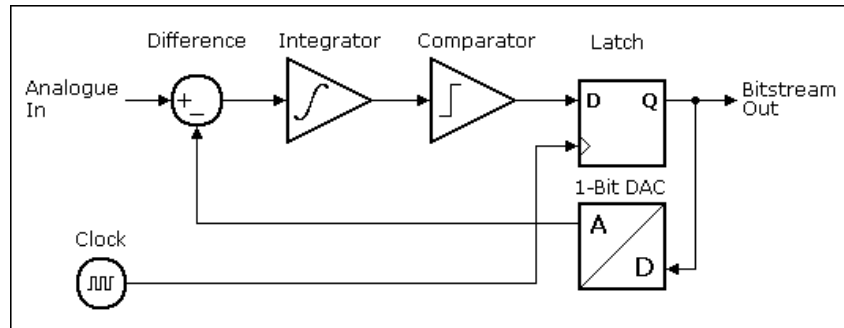 Difference
Integrator
Comparator
Latch
Analogue
In
D
Q
Bitstream
Out
1-Bit DAC
A
D
Clock